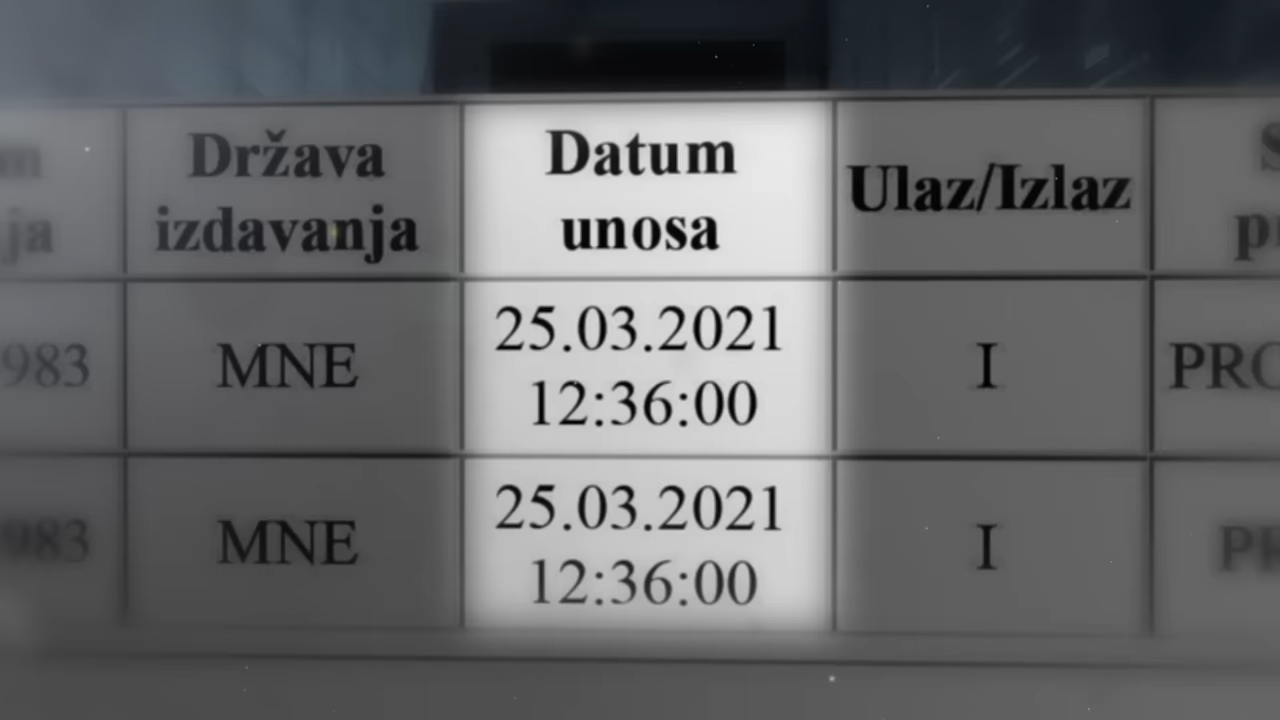 Država
izdavanja
Datum
unosa
Ulaz/Izlaz
983
MNE
25.03.2021
12:36:00
I
PRO
983
MNE
25.03.2021
12:36:00
I